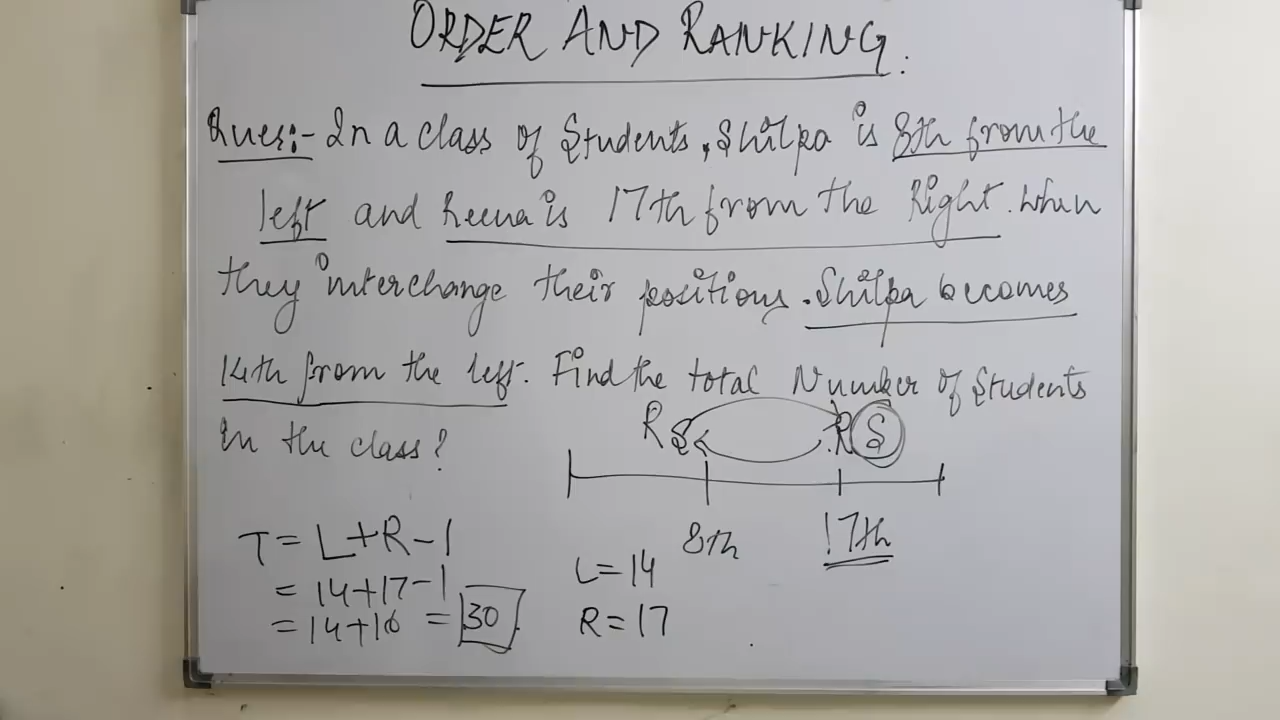 ORDER AND RANKING.
Ques:- In a class of Students, Shilpa is 8th from the
left and Reena is 17th from the Right. When
they interchange their positions. Shilpa becomes
14th from the left. Find the total Number of Students
in the class?
R S R S
8th 17th
T = L+R-1
= 14+17-1
= 14+16 = 30
L=14
R=17